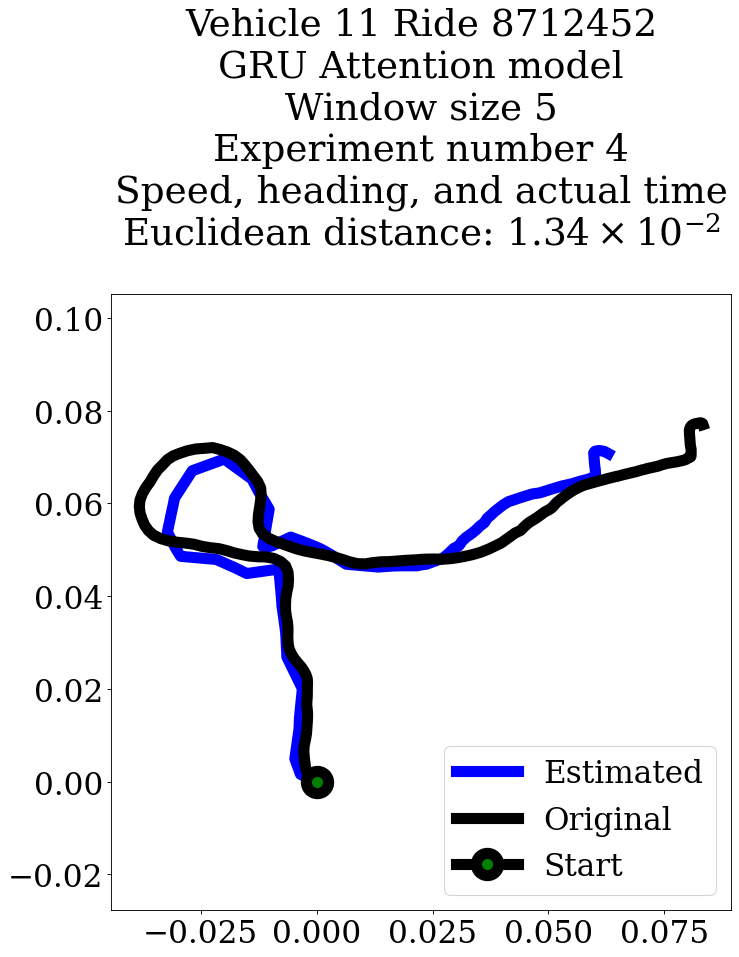 Vehicle 11 Ride 8712452
GRU Attention model
Window size 5
Experiment number 4
Speed, heading, and actual time
Euclidean distance: 1.34 × 10⁻²
0.10
0.08
0.06
0.04
0.02
0.00
−0.02
Estimated
Original
Start
−0.025 0.000 0.025 0.050 0.075